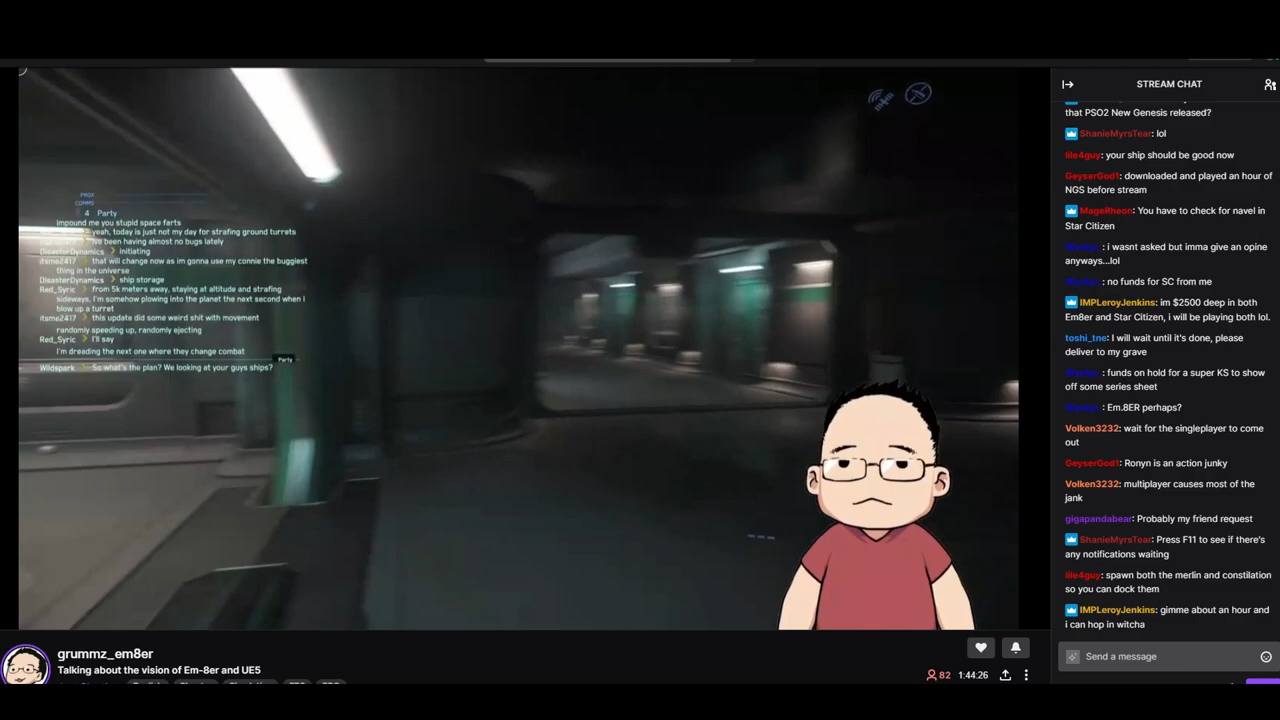 PROX
COMMS
4 Party
Impound me you stupid space farts
yeah, today is just not my day for strafing ground turrets
Ive been having almost no bugs lately
DisasterDynamics > initiating
itsme2417 > that will change now as im gonna use my connie the buggiest
thing in the universe
DisasterDynamics > ship storage
Red_Syric > from 5k meters away, staying at altitude and strafing
sideways, I'm somehow plowing into the planet the next second when i
blow up a turret
itsme2417 > this update did some weird shit with movement
randomly speeding up, randomly ejecting
Red_Syric > I'll say
I'm dreading the next one where they change combat
Party
Wildspark > So what's the plan? We looking at your guys ships?
grummz_em8er
Talking about the vision of Em-8er and UE5
82 1:44:26
STREAM CHAT
that PSO2 New Genesis released?
ShanieMyrsTear: lol
lile4guy: your ship should be good now
GeyserGod1: downloaded and played an hour of
NGS before stream
MageRheon: You have to check for navel in
Star Citizen
: i wasnt asked but imma give an opine
anyways...lol
: no funds for SC from me
IMPLeroyJenkins: im $2500 deep in both
Em8er and Star Citizen, i will be playing both lol.
toshi_tne: I will wait until it's done, please
deliver to my grave
: funds on hold for a super KS to show
off some series sheet
: Em.8ER perhaps?
Volken3232: wait for the singleplayer to come
out
GeyserGod1: Ronyn is an action junky
Volken3232: multiplayer causes most of the
jank
gigapandabear: Probably my friend request
ShanieMyrsTear: Press F11 to see if there's
any notifications waiting
lile4guy: spawn both the merlin and constilation
so you can dock them
IMPLeroyJenkins: gimme about an hour and
i can hop in witcha
Send a message